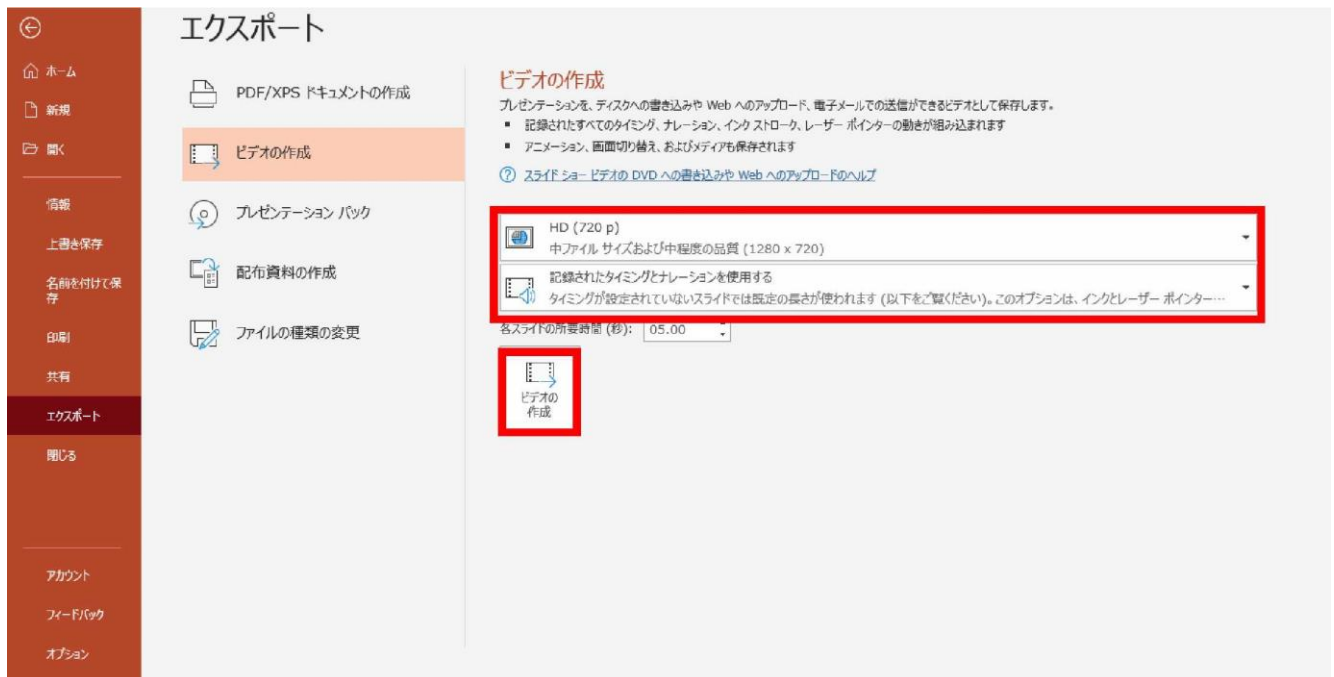 エクスポート
ホーム
新規
開く
情報
上書き保存
名前を付けて保
存
印刷
共有
エクスポート
閉じる
アカウント
フィードバック
オプション
PDF/XPS ドキュメントの作成
ビデオの作成
プレゼンテーション パック
配布資料の作成
ファイルの種類の変更
ビデオの作成
プレゼンテーションを、ディスクへの書き込みや Web へのアップロード、電子メールでの送信ができるビデオとして保存します。
▪ 記録されたすべてのタイミング、ナレーション、インク ストローク、レーザー ポインターの動きが組み込まれます
▪ アニメーション、画面切り替え、およびメディアも保存されます
スライド ショー ビデオの DVD への書き込みや Web へのアップロードのヘルプ
HD (720 p)
中ファイル サイズおよび中程度の品質 (1280 x 720)
記録されたタイミングとナレーションを使用する
タイミングが設定されていないスライドでは既定の長さが使われます (以下をご覧ください)。このオプションは、インクとレーザー ポインター…
各スライドの所要時間 (秒): 05.00
ビデオの
作成